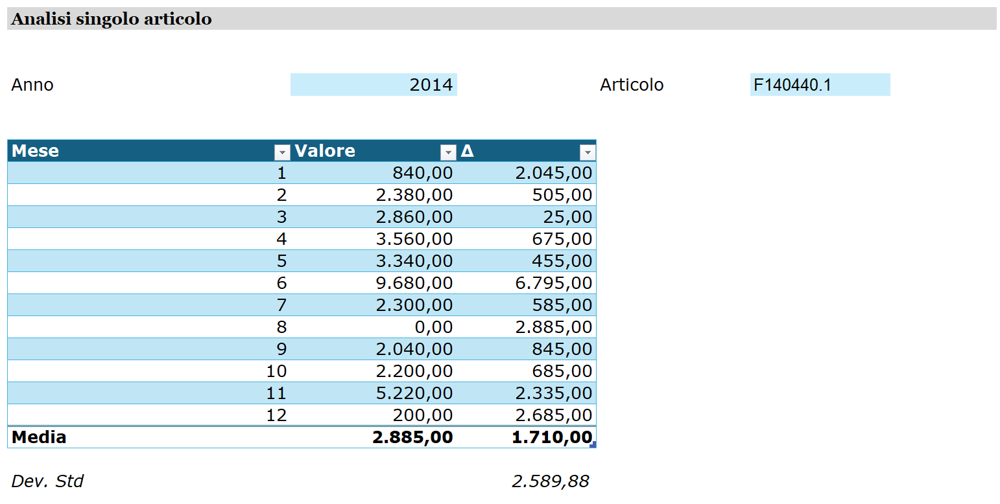 Analisi singolo articolo
Anno 2014 Articolo F140440.1
Mese Valore Δ
1 840,00 2.045,00
2 2.380,00 505,00
3 2.860,00 25,00
4 3.560,00 675,00
5 3.340,00 455,00
6 9.680,00 6.795,00
7 2.300,00 585,00
8 0,00 2.885,00
9 2.040,00 845,00
10 2.200,00 685,00
11 5.220,00 2.335,00
12 200,00 2.685,00
Media 2.885,00 1.710,00
Dev. Std 2.589,88